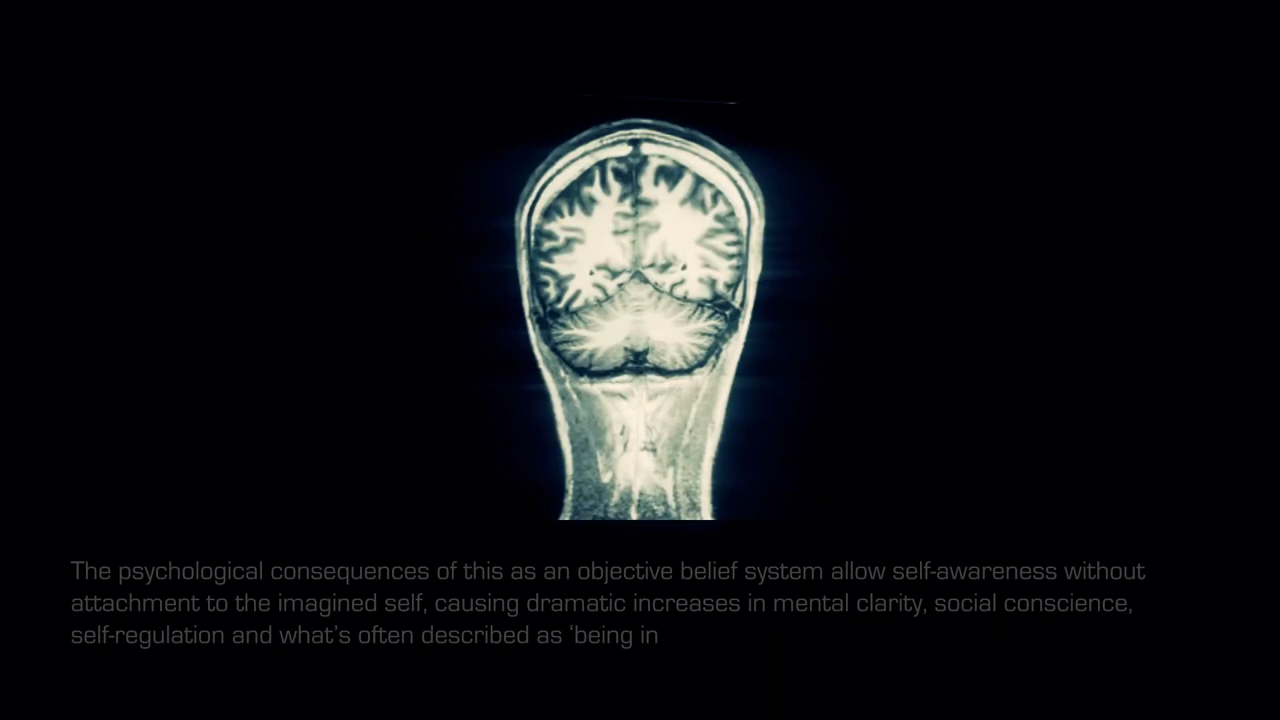 The psychological consequences of this as an objective belief system allow self-awareness without
attachment to the imagined self, causing dramatic increases in mental clarity, social conscience,
self-regulation and what’s often described as ‘being in